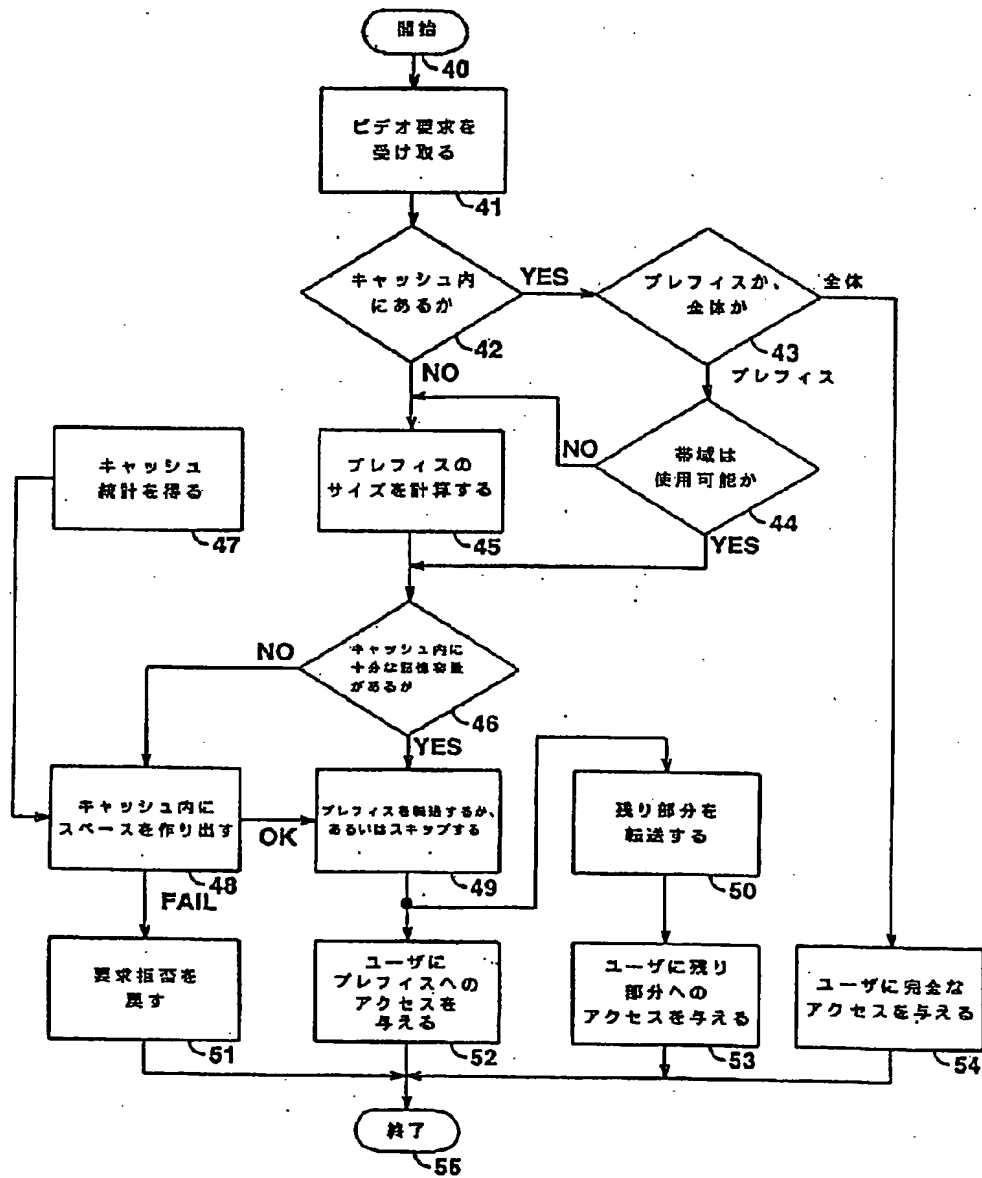 開始
40
ビデオ要求を
受け取る
41
キャッシュ内
にあるか
42
YES
NO
プレフィスか、
全体か
43
全体
プレフィス
帯域は
使用可能か
44
NO
YES
プレフィスの
サイズを計算する
45
キャッシュ
統計を得る
47
キャッシュ内に
十分な記憶容量
があるか
46
NO
YES
キャッシュ内に
スペースを作り出す
48
OK
FAIL
プレフィスを転送するか、
あるいはスキップする
49
残り部分を
転送する
50
要求拒否を
戻す
51
ユーザに
プレフィスへの
アクセスを
与える
52
ユーザに残り
部分への
アクセスを与える
53
ユーザに完全な
アクセスを与える
54
終了
55